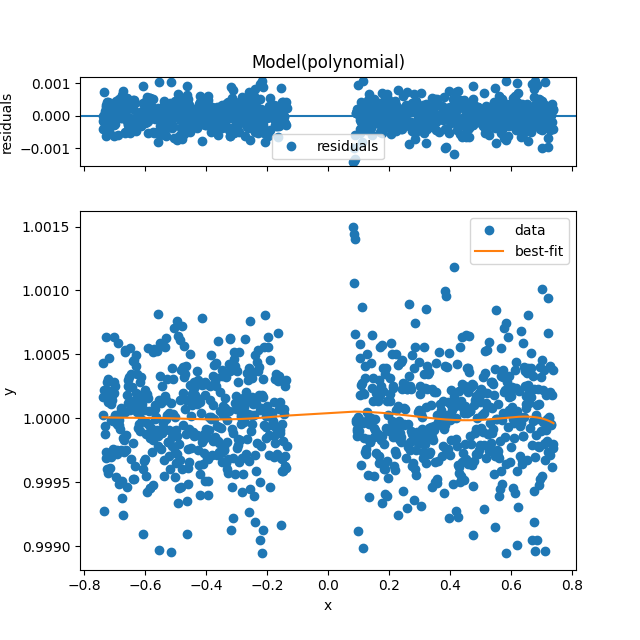 Model(polynomial)
0.001
0.000
−0.001
residuals
residuals
1.0015
1.0010
1.0005
1.0000
0.9995
0.9990
y
data
best-fit
−0.8 −0.6 −0.4 −0.2 0.0 0.2 0.4 0.6 0.8
x